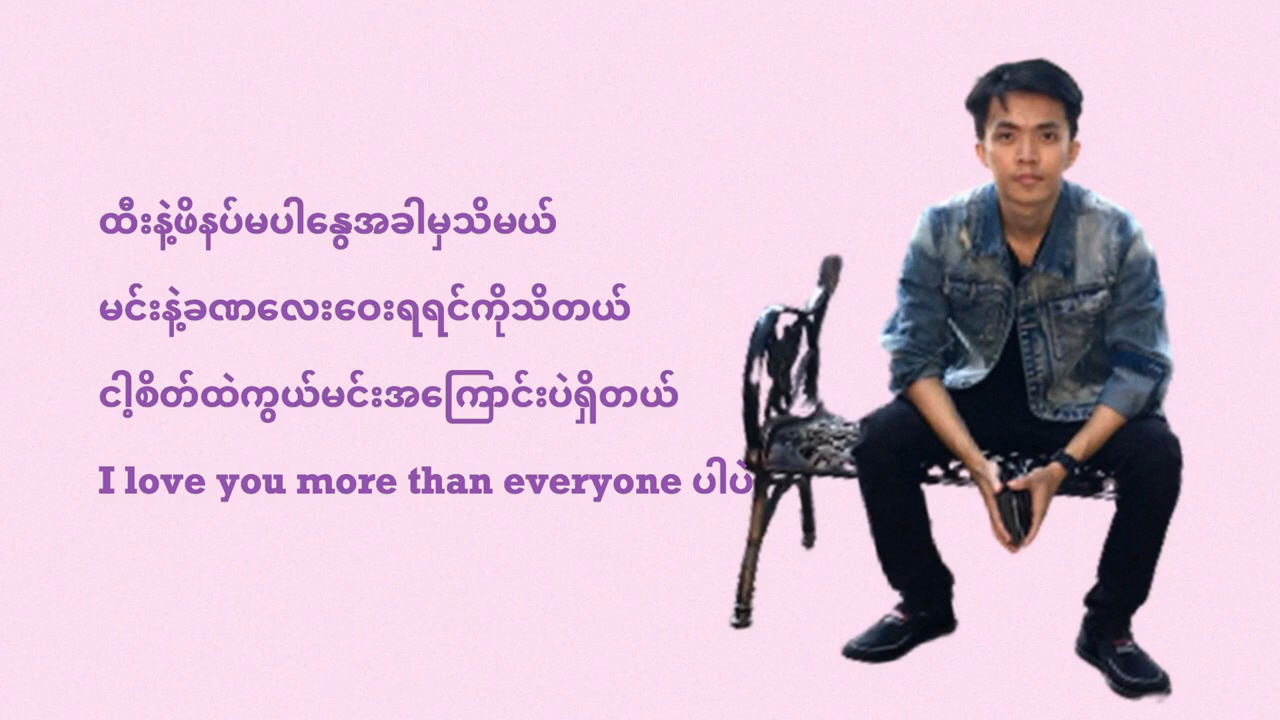 ထီးနဲ့ဖိနပ်မပါနွေအခါမှသိမယ်
မင်းနဲ့ခဏလေးဝေးရရင်ကိုသိတယ်
ငါ့စိတ်ထဲကွယ်မင်းအကြောင်းပဲရှိတယ်
I love you more than everyone ပါပဲ